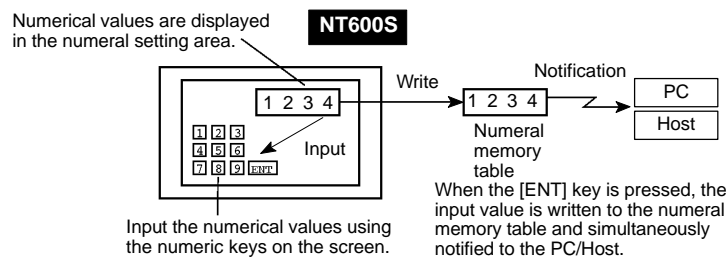 Numerical values are displayed
in the numeral setting area.
NT600S
1 2 3 4
Write
1 2 3 4
Notification
PC
Host
1 2 3
4 5 6
7 8 9 ENT
Input
Numeral
memory
table
Input the numerical values using
the numeric keys on the screen.
When the [ENT] key is pressed, the
input value is written to the numeral
memory table and simultaneously
notified to the PC/Host.